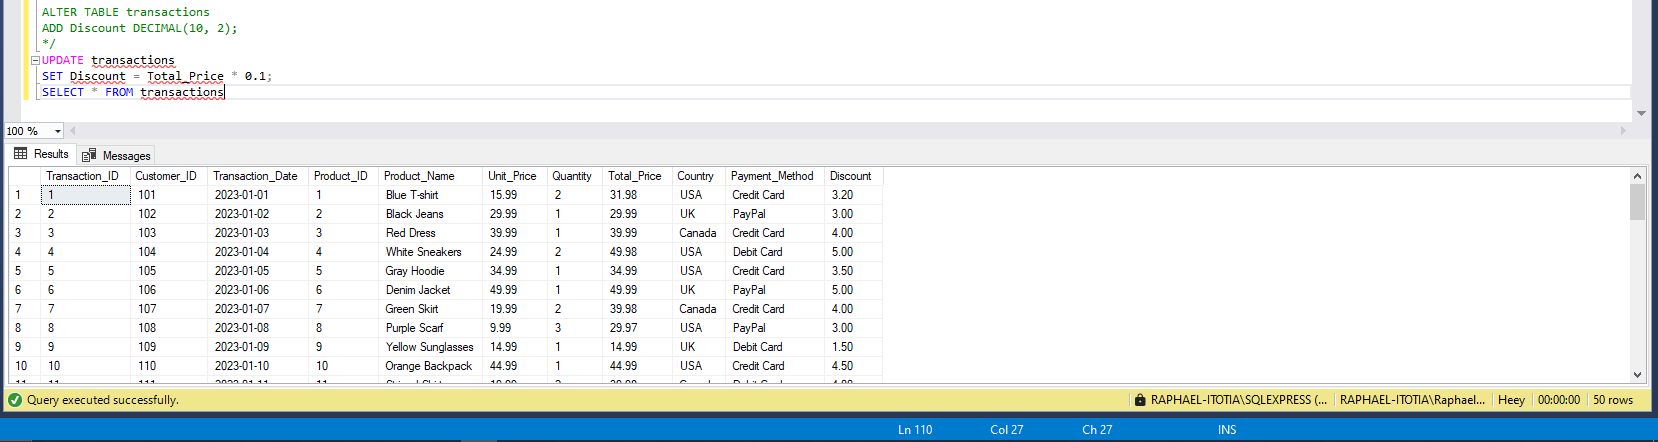 ALTER TABLE transactions
ADD Discount DECIMAL(10, 2);
*/
UPDATE transactions
SET Discount = Total_Price * 0.1;
SELECT * FROM transactions
100 %
Results Messages
Transaction_ID Customer_ID Transaction_Date Product_ID Product_Name Unit_Price Quantity Total_Price Country Payment_Method Discount
1 1 101 2023-01-01 1 Blue T-shirt 15.99 2 31.98 USA Credit Card 3.20
2 2 102 2023-01-02 2 Black Jeans 29.99 1 29.99 UK PayPal 3.00
3 3 103 2023-01-03 3 Red Dress 39.99 1 39.99 Canada Credit Card 4.00
4 4 104 2023-01-04 4 White Sneakers 24.99 2 49.98 USA Debit Card 5.00
5 5 105 2023-01-05 5 Gray Hoodie 34.99 1 34.99 USA Credit Card 3.50
6 6 106 2023-01-06 6 Denim Jacket 49.99 1 49.99 UK PayPal 5.00
7 7 107 2023-01-07 7 Green Skirt 19.99 2 39.98 Canada Credit Card 4.00
8 8 108 2023-01-08 8 Purple Scarf 9.99 3 29.97 USA PayPal 3.00
9 9 109 2023-01-09 9 Yellow Sunglasses 14.99 1 14.99 UK Debit Card 1.50
10 10 110 2023-01-10 10 Orange Backpack 44.99 1 44.99 USA Credit Card 4.50
Query executed successfully. RAPHAEL-ITOTIA\SQLEXPRESS (... RAPHAEL-ITOTIA\Raphael... Heey 00:00:00 50 rows
Ln 110 Col 27 Ch 27 INS